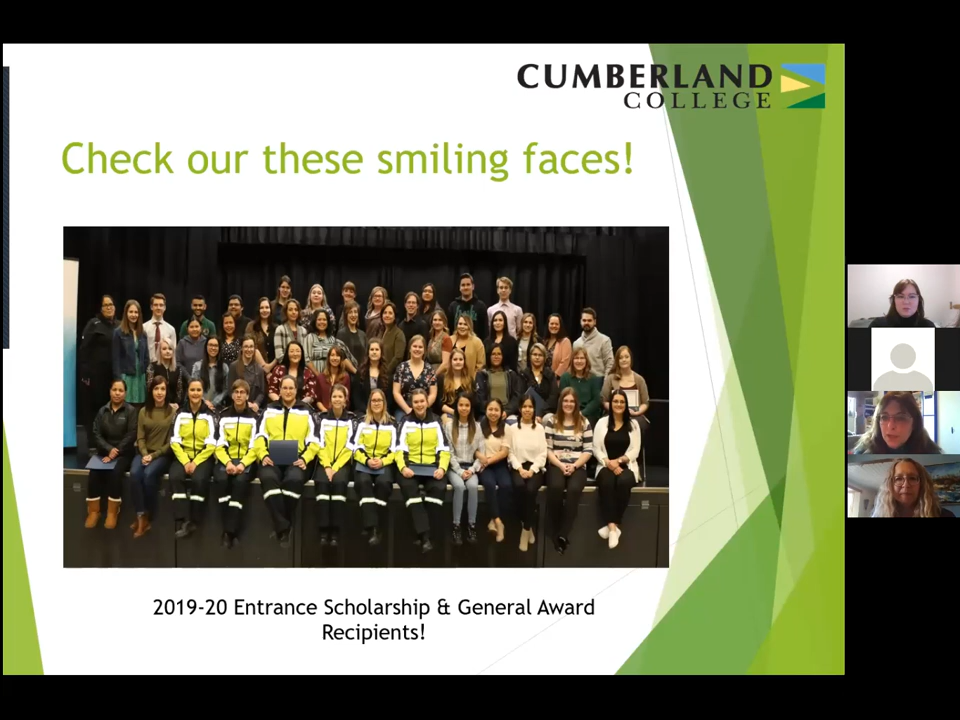 CUMBERLAND
COLLEGE
Check our these smiling faces!
2019-20 Entrance Scholarship & General Award
Recipients!